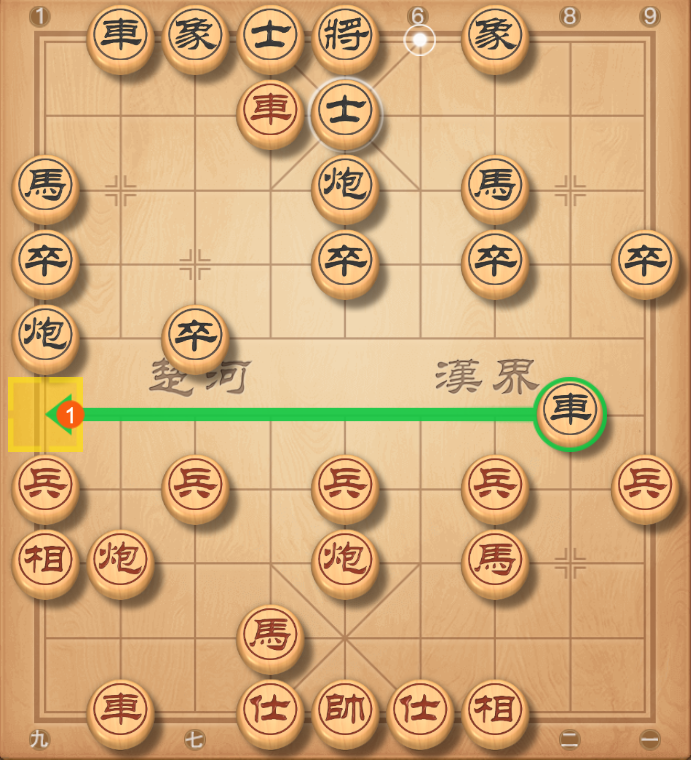 1 6 8 9
車 象 士 將 象
車 士
馬 炮 馬
卒 卒 卒 卒
炮 卒
楚河 漢界
1 車
兵 兵 兵 兵 兵
相 炮 炮 馬
馬
車 仕 帥 仕 相
九 七 二 一